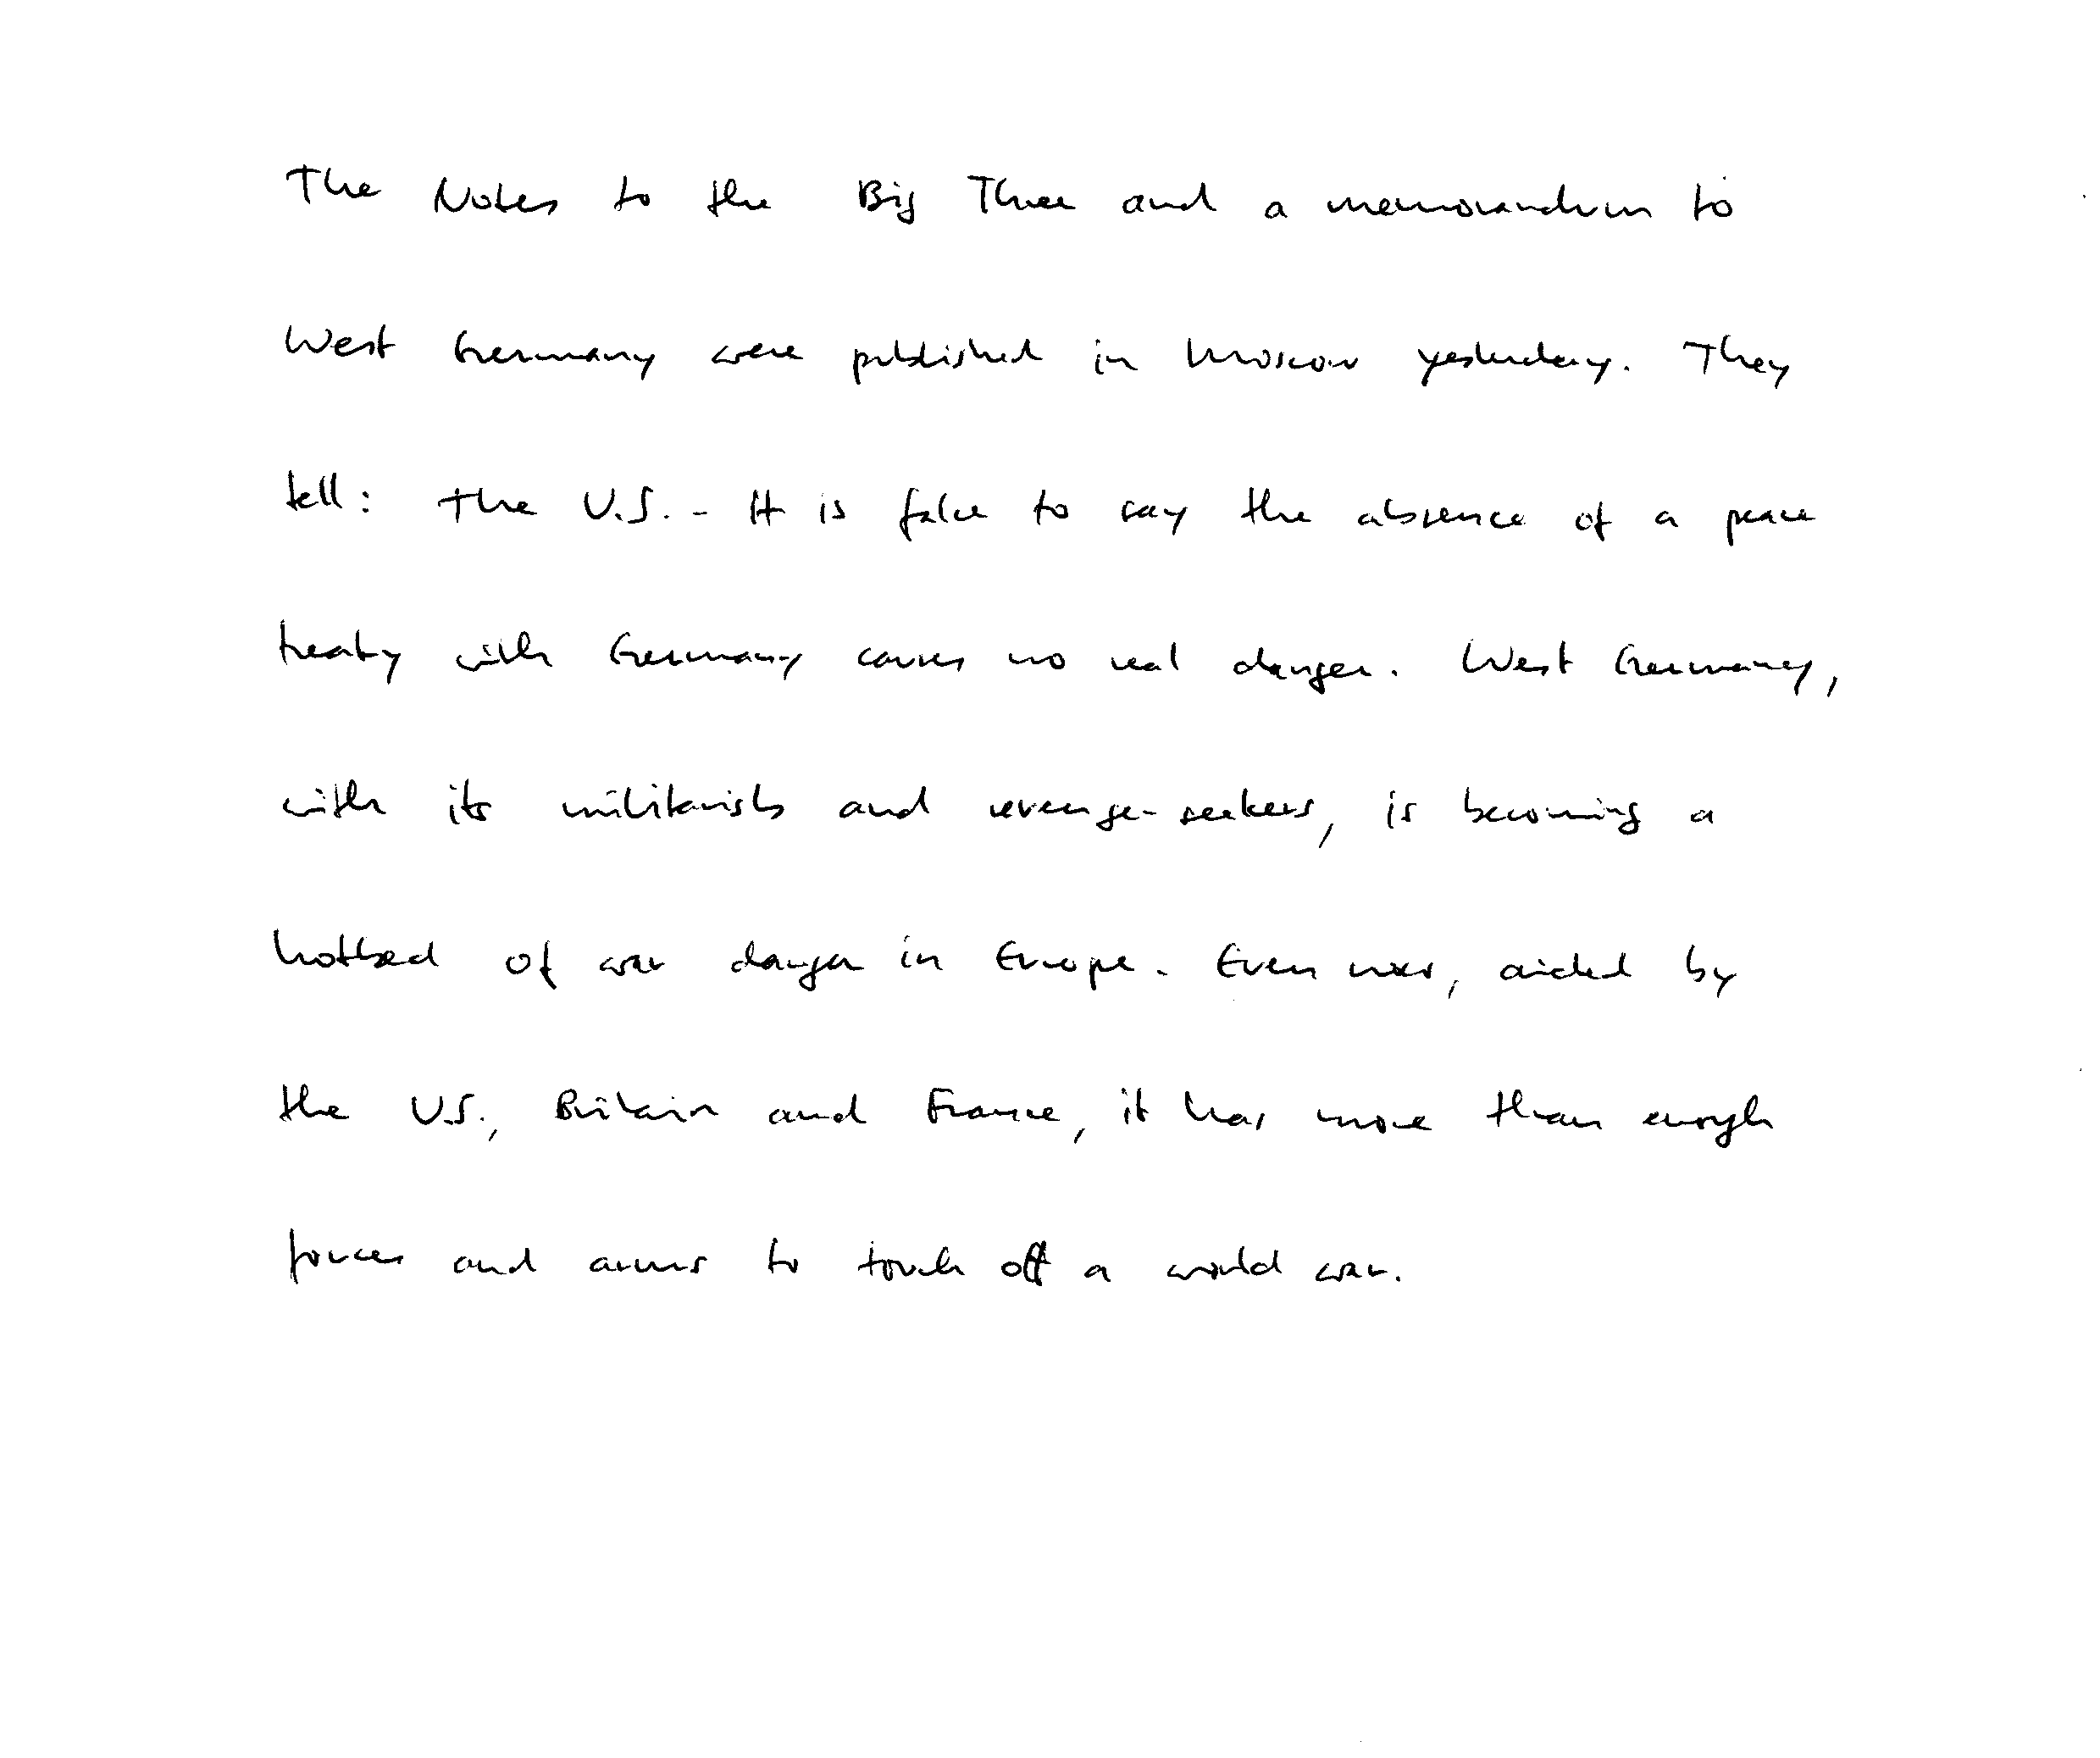 The Notes to the Big Three and a memorandum to
West Germany were published in Moscow yesterday. They
tell: The U.S. - It is false to say the absence of a peace
treaty with Germany causes no real danger. West Germany,
with its militarists and revenge-seekers, is becoming a
hotbed of war danger in Europe. Even now, aided by
the U.S., Britain and France, it has more than enough
forces and arms to touch off a world war.